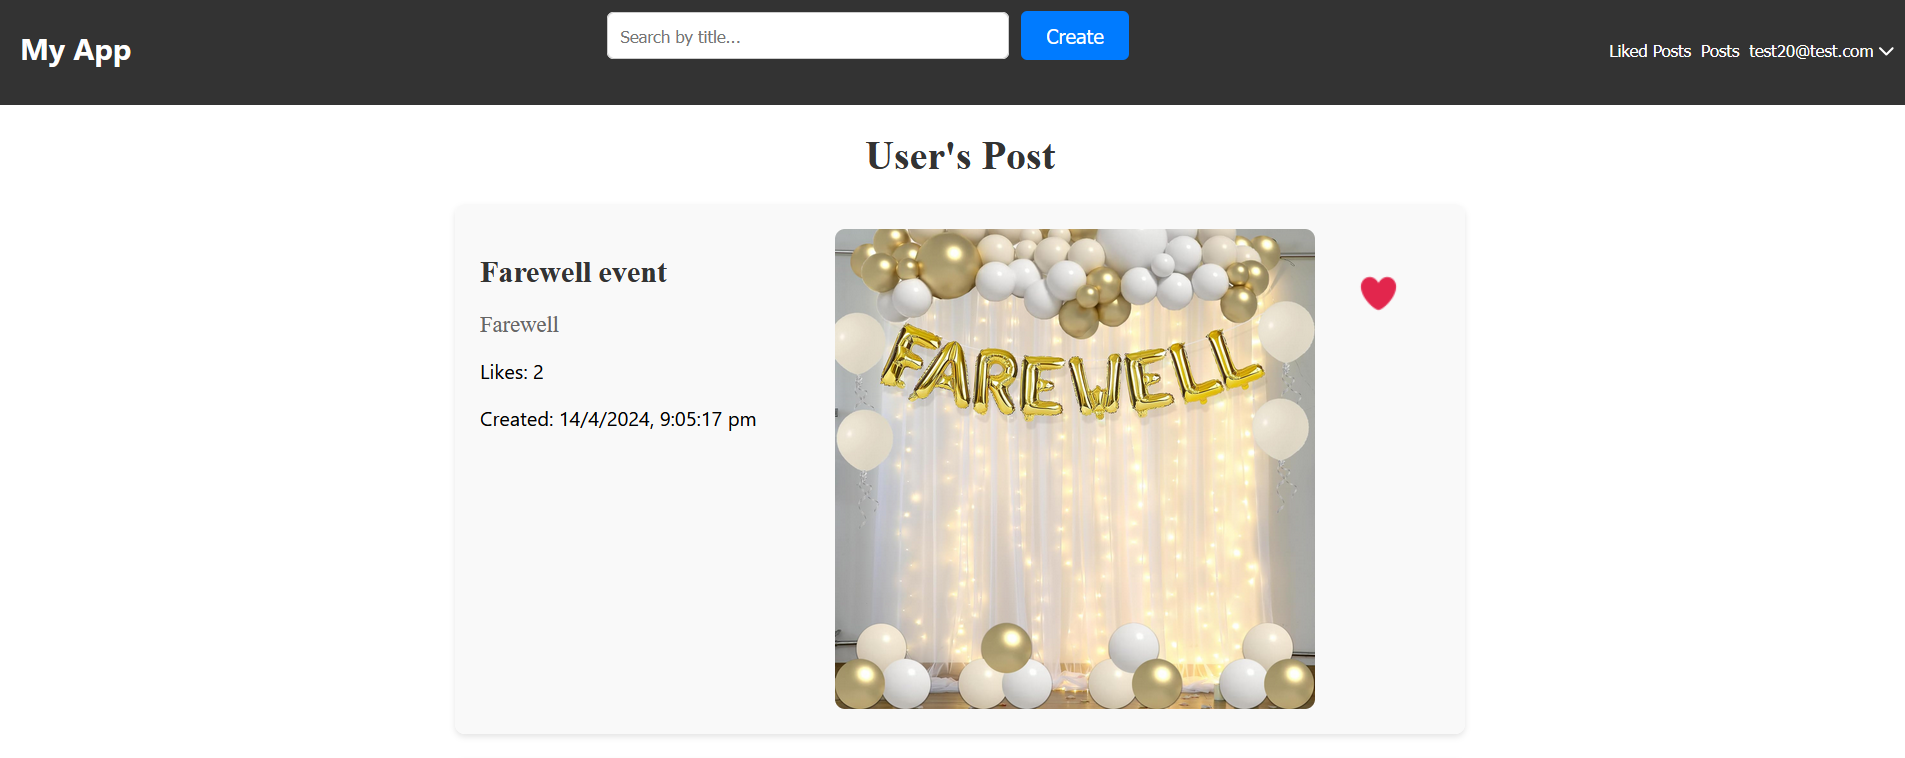 My App
Search by title...
Create
Liked Posts Posts test20@test.com
User's Post
Farewell event
Farewell
Likes: 2
Created: 14/4/2024, 9:05:17 pm
FAREWELL